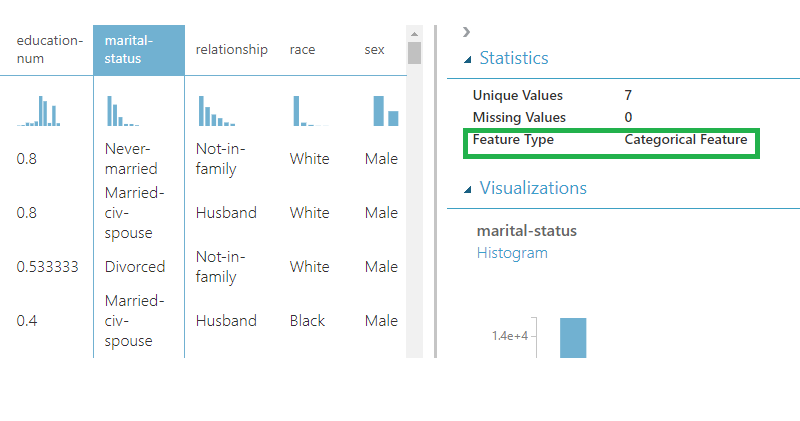 education-num
marital-status
relationship
race
sex
0.8
Never-married
Not-in-family
White
Male
0.8
Married-civ-spouse
Husband
White
Male
0.533333
Divorced
Not-in-family
White
Male
0.4
Married-civ-spouse
Husband
Black
Male
Statistics
Unique Values 7
Missing Values 0
Feature Type Categorical Feature
Visualizations
marital-status
Histogram
1.4e+4